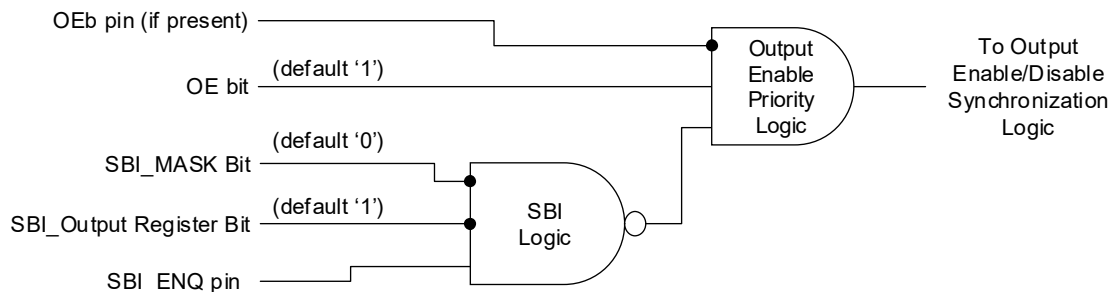 OEb pin (if present)
OE bit
(default ‘1’)
SBI_MASK Bit
(default ‘0’)
SBI_Output Register Bit
(default ‘1’)
SBI_ENQ pin
SBI
Logic
Output
Enable
Priority
Logic
To Output
Enable/Disable
Synchronization
Logic